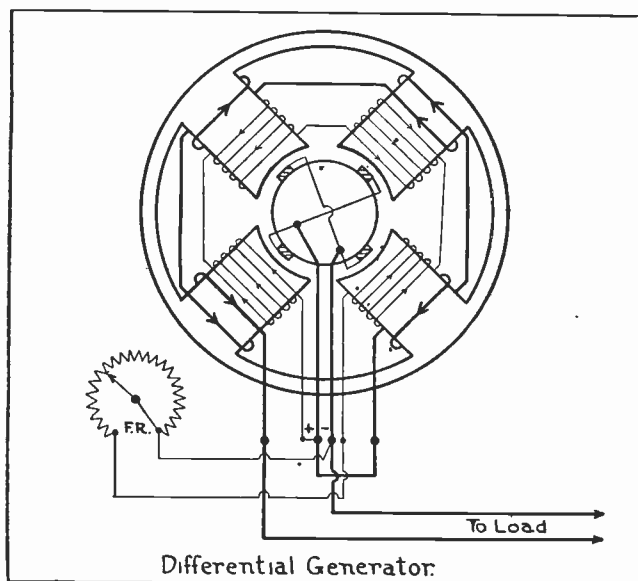 F.R.
+ -
To Load
Differential Generator.